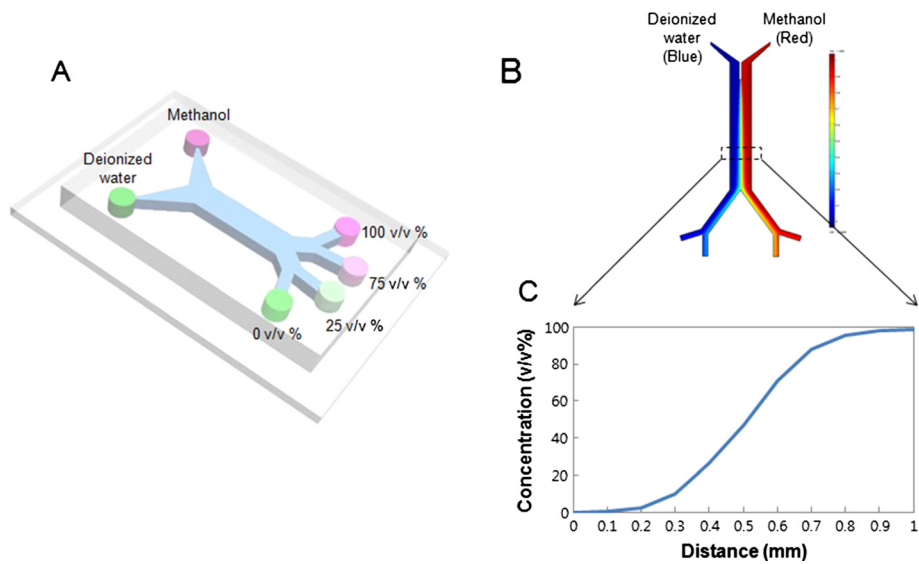 A
Methanol
Deionized
water
100 v/v %
75 v/v %
25 v/v %
0 v/v %
B
Deionized
water
(Blue)
Methanol
(Red)
C
Concentration (v/v%)
100
80
60
40
20
0
0 0.1 0.2 0.3 0.4 0.5 0.6 0.7 0.8 0.9 1
Distance (mm)